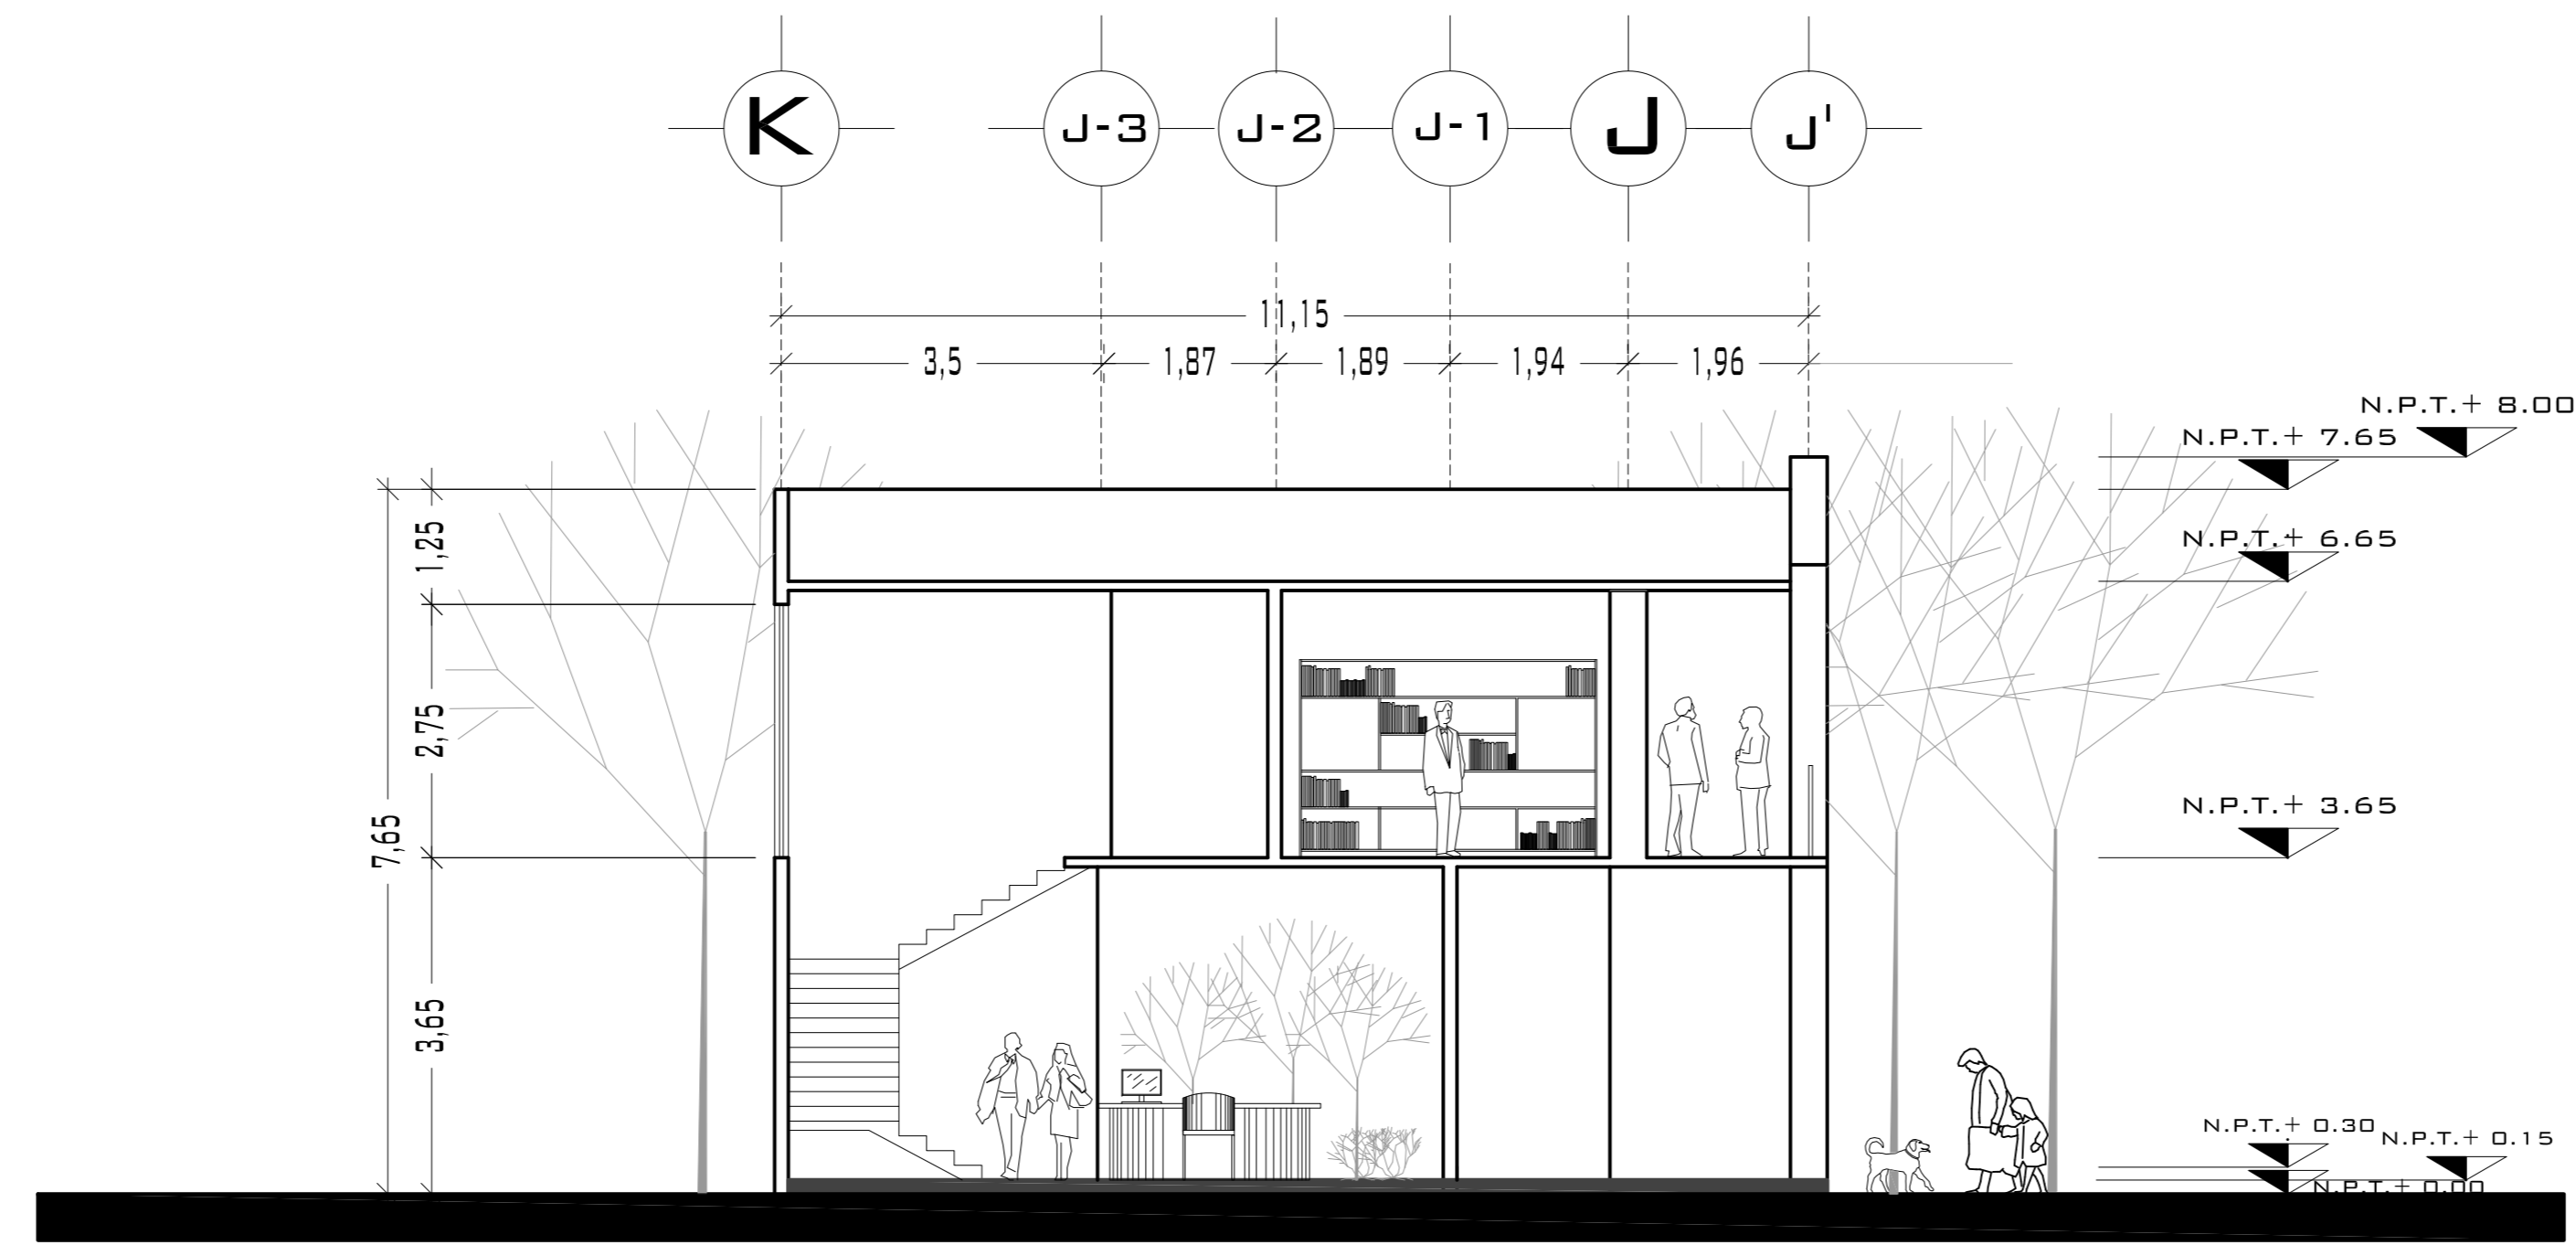 K
J-3
J-2
J-1
J
J'
11,15
3,5
1,87
1,89
1,94
1,96
N.P.T.+ 8.00
N.P.T.+ 7.65
N.P.T.+ 6.65
1,25
2,75
7,65
N.P.T.+ 3.65
3,65
N.P.T.+ 0.30
N.P.T.+ 0.15
N.P.T.+ 0.00